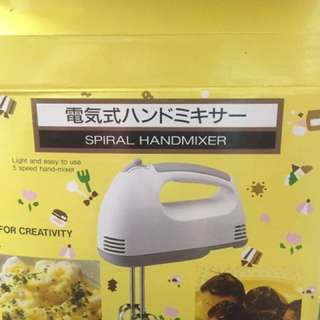 電気式ハンドミキサー
SPIRAL HANDMIXER
Light and easy to use
5 speed hand-mixer
FOR CREATIVITY